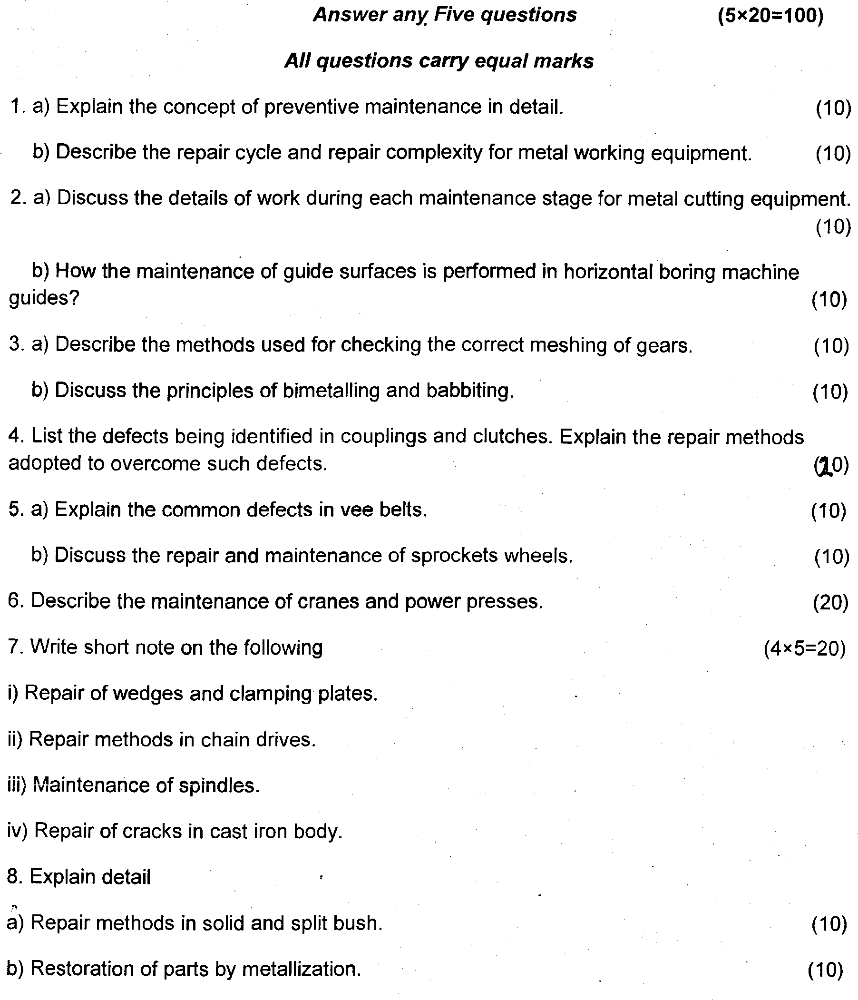 Answer any Five questions (5×20=100)
All questions carry equal marks
1. a) Explain the concept of preventive maintenance in detail. (10)
b) Describe the repair cycle and repair complexity for metal working equipment. (10)
2. a) Discuss the details of work during each maintenance stage for metal cutting equipment.
(10)
b) How the maintenance of guide surfaces is performed in horizontal boring machine
guides? (10)
3. a) Describe the methods used for checking the correct meshing of gears. (10)
b) Discuss the principles of bimetalling and babbiting. (10)
4. List the defects being identified in couplings and clutches. Explain the repair methods
adopted to overcome such defects. (20)
5. a) Explain the common defects in vee belts. (10)
b) Discuss the repair and maintenance of sprockets wheels. (10)
6. Describe the maintenance of cranes and power presses. (20)
7. Write short note on the following (4×5=20)
i) Repair of wedges and clamping plates.
ii) Repair methods in chain drives.
iii) Maintenance of spindles.
iv) Repair of cracks in cast iron body.
8. Explain detail
a) Repair methods in solid and split bush. (10)
b) Restoration of parts by metallization. (10)